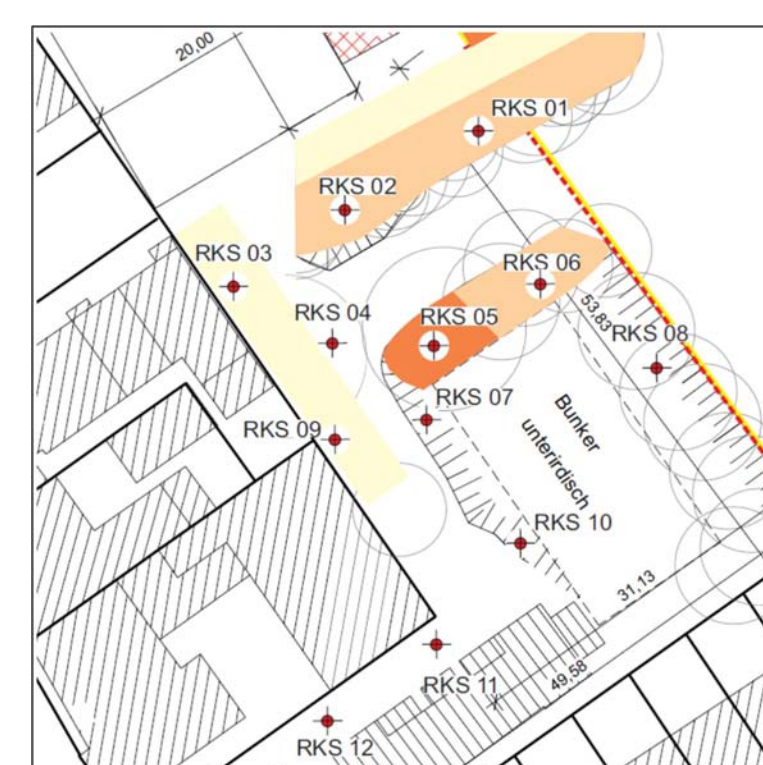 20,00
RKS 01
RKS 02
RKS 03
RKS 06
53,83
RKS 04
RKS 05
RKS 08
RKS 07
RKS 09
Bunker
unterirdisch
RKS 10
31,13
49,58
RKS 11
RKS 12